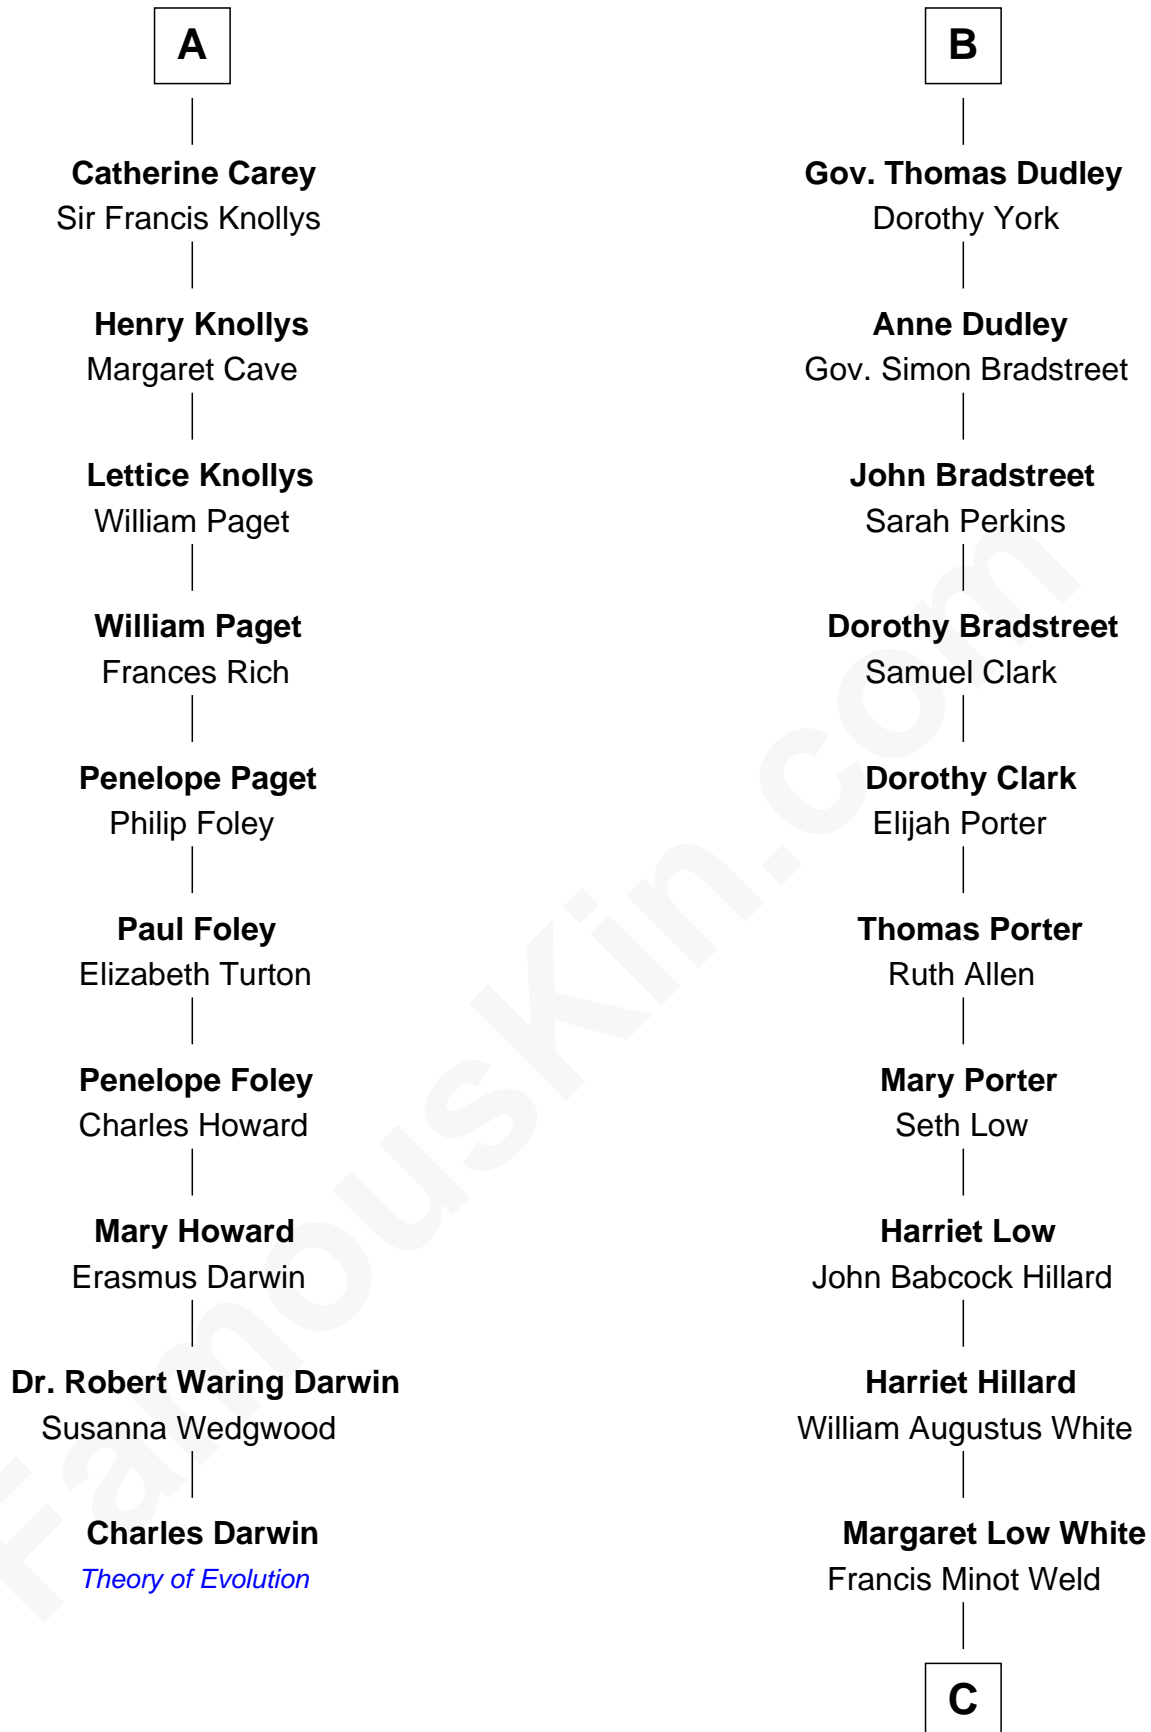 A
Catherine Carey
Sir Francis Knollys
Henry Knollys
Margaret Cave
Lettice Knollys
William Paget
William Paget
Frances Rich
Penelope Paget
Philip Foley
Paul Foley
Elizabeth Turton
Penelope Foley
Charles Howard
Mary Howard
Erasmus Darwin
Dr. Robert Waring Darwin
Susanna Wedgwood
Charles Darwin
Theory of Evolution
B
Gov. Thomas Dudley
Dorothy York
Anne Dudley
Gov. Simon Bradstreet
John Bradstreet
Sarah Perkins
Dorothy Bradstreet
Samuel Clark
Dorothy Clark
Elijah Porter
Thomas Porter
Ruth Allen
Mary Porter
Seth Low
Harriet Low
John Babcock Hillard
Harriet Hillard
William Augustus White
Margaret Low White
Francis Minot Weld
C
FamousKin.com